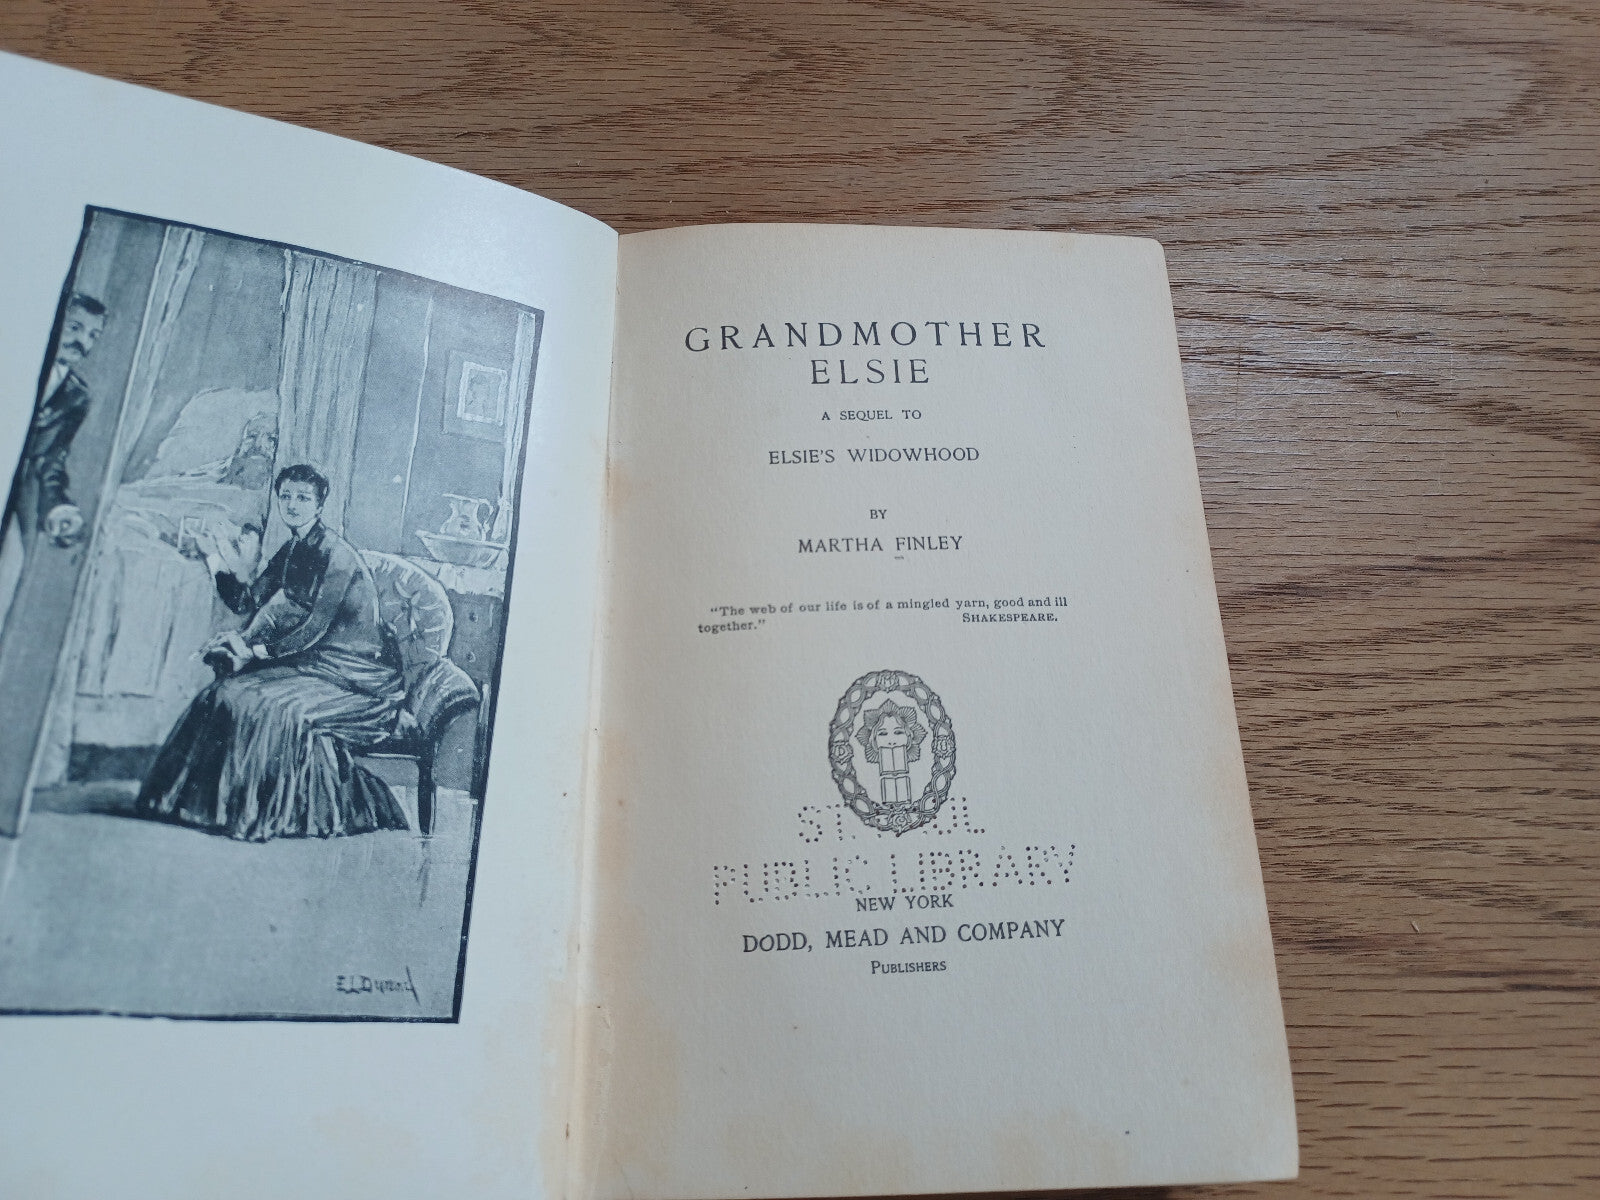 GRANDMOTHER
ELSIE
A SEQUEL TO
ELSIE'S WIDOWHOOD
BY
MARTHA FINLEY
"The web of our life is of a mingled yarn, good and ill
together." SHAKESPEARE.
PUBLIC LIBRARY
NEW YORK
DODD, MEAD AND COMPANY
PUBLISHERS